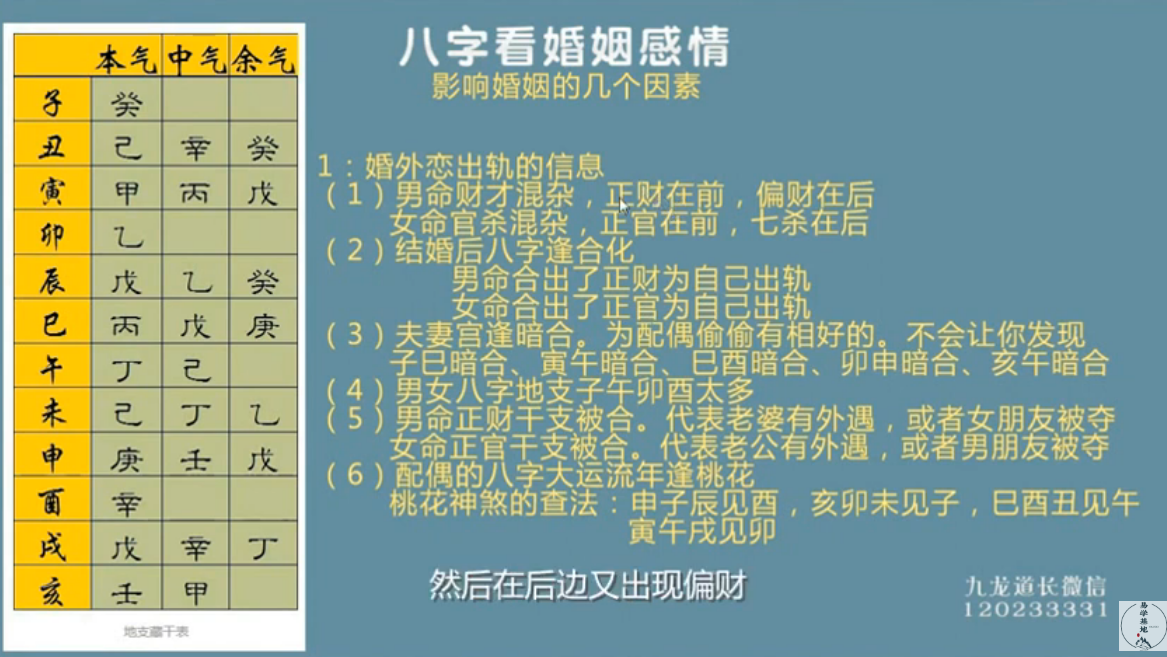 本气 中气 余气
子 癸
丑 己 辛 癸
寅 甲 丙 戊
卯 乙
辰 戊 乙 癸
巳 丙 戊 庚
午 丁 己
未 己 丁 乙
申 庚 壬 戊
酉 辛
戌 戊 辛 丁
亥 壬 甲
地支藏干表
八字看婚姻感情
影响婚姻的几个因素
1：婚外恋出轨的信息
（1）男命财才混杂，正财在前，偏财在后
女命官杀混杂，正官在前，七杀在后
（2）结婚后八字逢合化
男命合出了正财为自己出轨
女命合出了正官为自己出轨
（3）夫妻宫逢暗合。为配偶偷偷有相好的。不会让你发现
子巳暗合、寅午暗合、巳酉暗合、卯申暗合、亥午暗合
（4）男女八字地支子午卯酉太多
（5）男命正财干支被合。代表老婆有外遇，或者女朋友被夺
女命正官干支被合。代表老公有外遇，或者男朋友被夺
（6）配偶的八字大运流年逢桃花
桃花神煞的查法：申子辰见酉，亥卯未见子，巳酉丑见午
寅午戌见卯
然后在后边又出现偏财
九龙道长微信
120233331
易学基地